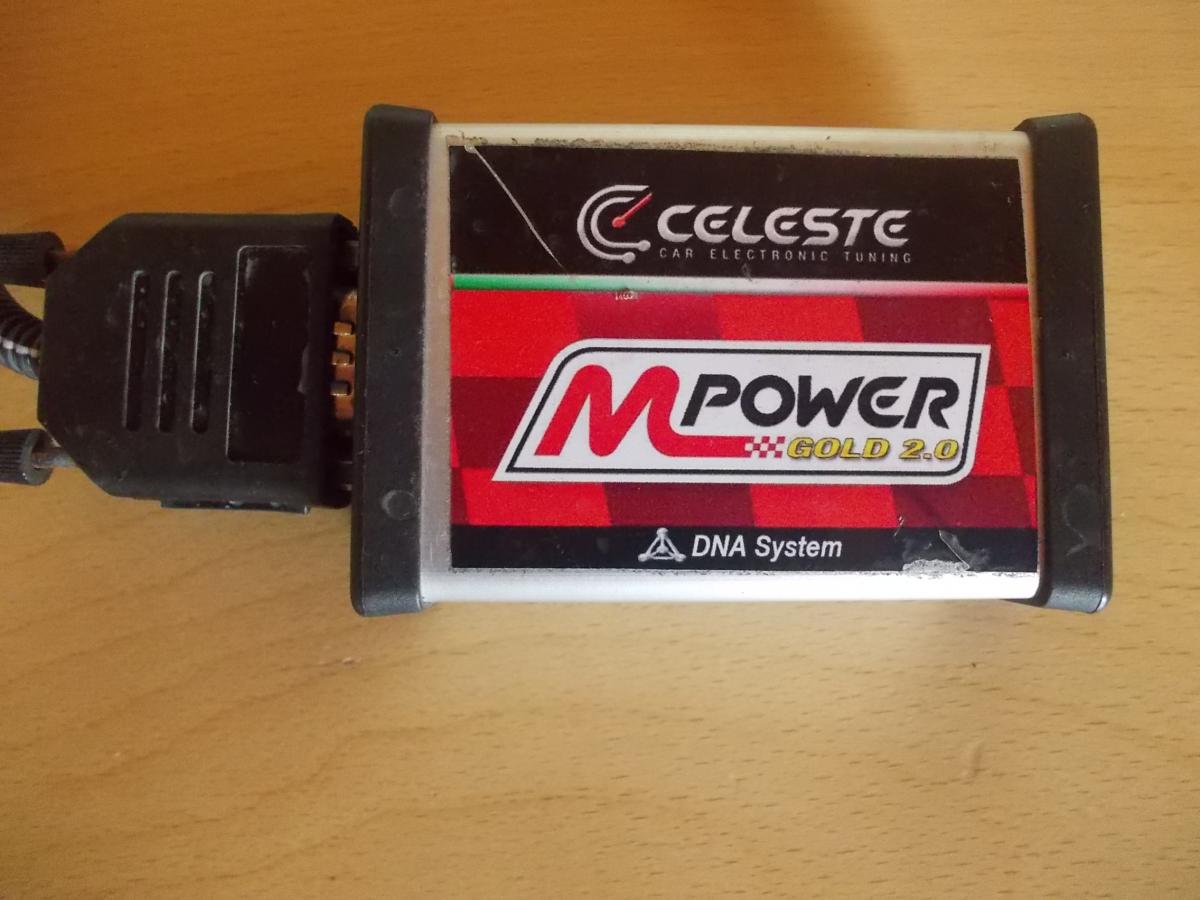 CELESTE
CAR ELECTRONIC TUNING
MPOWER
GOLD 2.0
DNA System